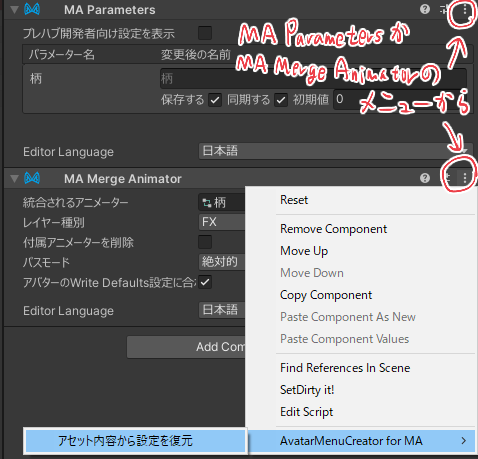 MA Parameters
プレハブ開発者向け設定を表示
パラメーター名 変更後の名前
柄 柄
保存する 同期する 初期値 0
MA Parametersか
MA Merge Animatorの
メニューから
Editor Language 日本語
MA Merge Animator
統合されるアニメーター 柄
レイヤー種別 FX
付属アニメーターを削除
パスモード 絶対的
アバターのWrite Defaults設定に合わ
Editor Language 日本語
Add Com
Reset
Remove Component
Move Up
Move Down
Copy Component
Paste Component As New
Paste Component Values
Find References In Scene
SetDirty it!
Edit Script
アセット内容から設定を復元 AvatarMenuCreator for MA